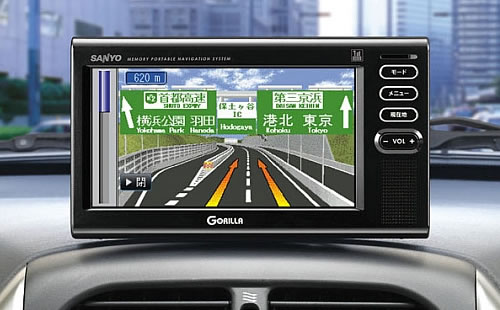 SANYO MEMORY PORTABLE NAVIGATION SYSTEM
1seg
620 m
首都高速
SHUTO EXPWY
横浜公園 羽田
Yokohama Park Haneda
保土ヶ谷
IC
Hodogaya
第三京浜
DAISAN KEIHIN
港北 東京
Kohoku Tokyo
▶ 閉
GORILLA
モード
メニュー
現在地
− VOL +